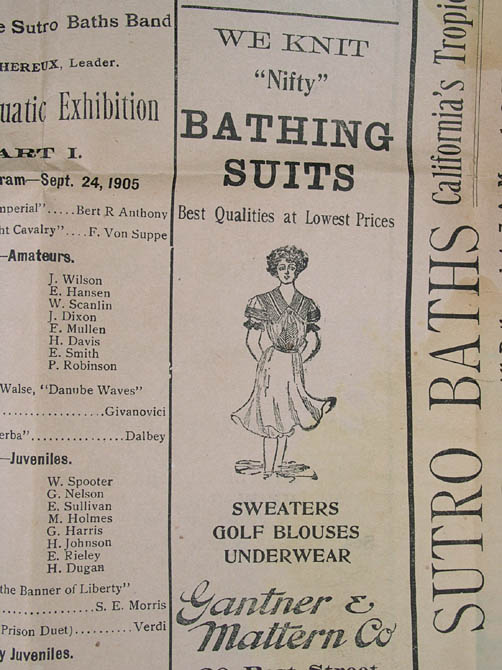 e Sutro Baths Band
HEREUX, Leader.
uatic Exhibition
ART I.
ram—Sept. 24, 1905
mperial".....Bert R Anthony
ht Cavalry"....F. Von Suppe
—Amateurs.
J. Wilson
E. Hansen
W. Scanlin
J. Dixon
F. Mullen
H. Davis
E. Smith
P. Robinson
Walse, "Danube Waves"
..................Givanovici
erba"................Dalbey
—Juveniles.
W. Spooter
G. Nelson
E. Sullivan
M. Holmes
G. Harris
H. Johnson
E. Rieley
H. Dugan
the Banner of Liberty"
................S. E. Morris
Prison Duet)..........Verdi
y Juveniles.
WE KNIT
"Nifty"
BATHING
SUITS
Best Qualities at Lowest Prices
SWEATERS
GOLF BLOUSES
UNDERWEAR
Gantner &
Mattern Co
SUTRO BATHS
California's Tropic